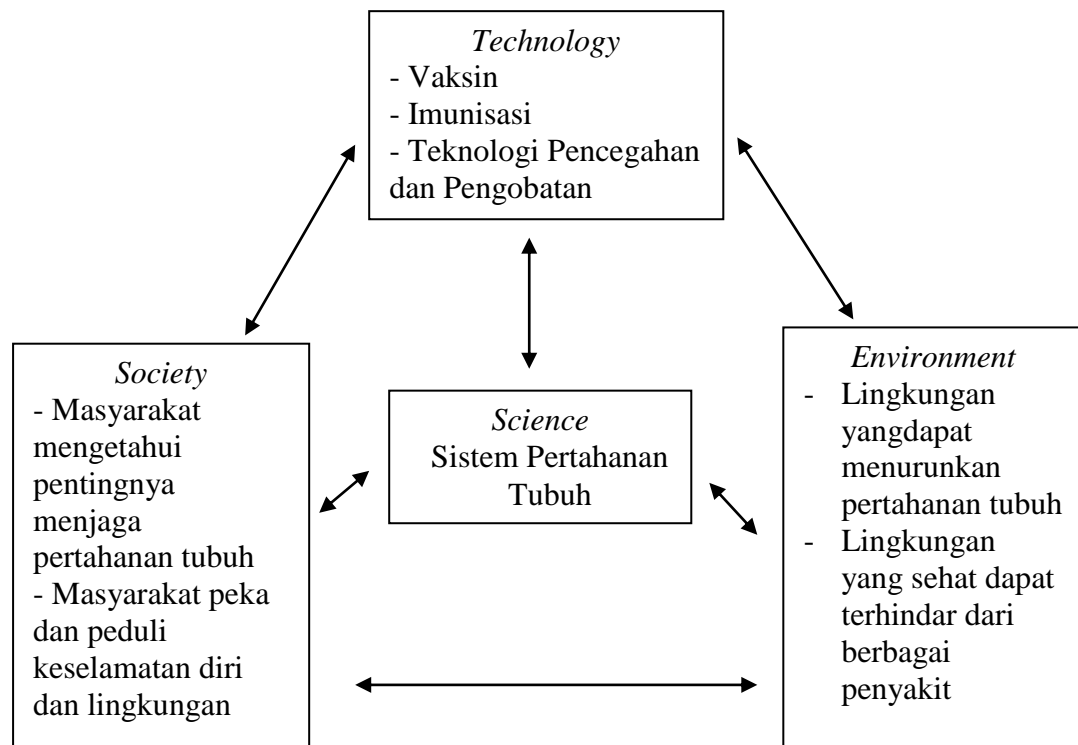 Technology
- Vaksin
- Imunisasi
- Teknologi Pencegahan
dan Pengobatan
Society
- Masyarakat
mengetahui
pentingnya
menjaga
pertahanan tubuh
- Masyarakat peka
dan peduli
keselamatan diri
dan lingkungan
Science
Sistem Pertahanan
Tubuh
Environment
- Lingkungan
yangdapat
menurunkan
pertahanan tubuh
- Lingkungan
yang sehat dapat
terhindar dari
berbagai
penyakit